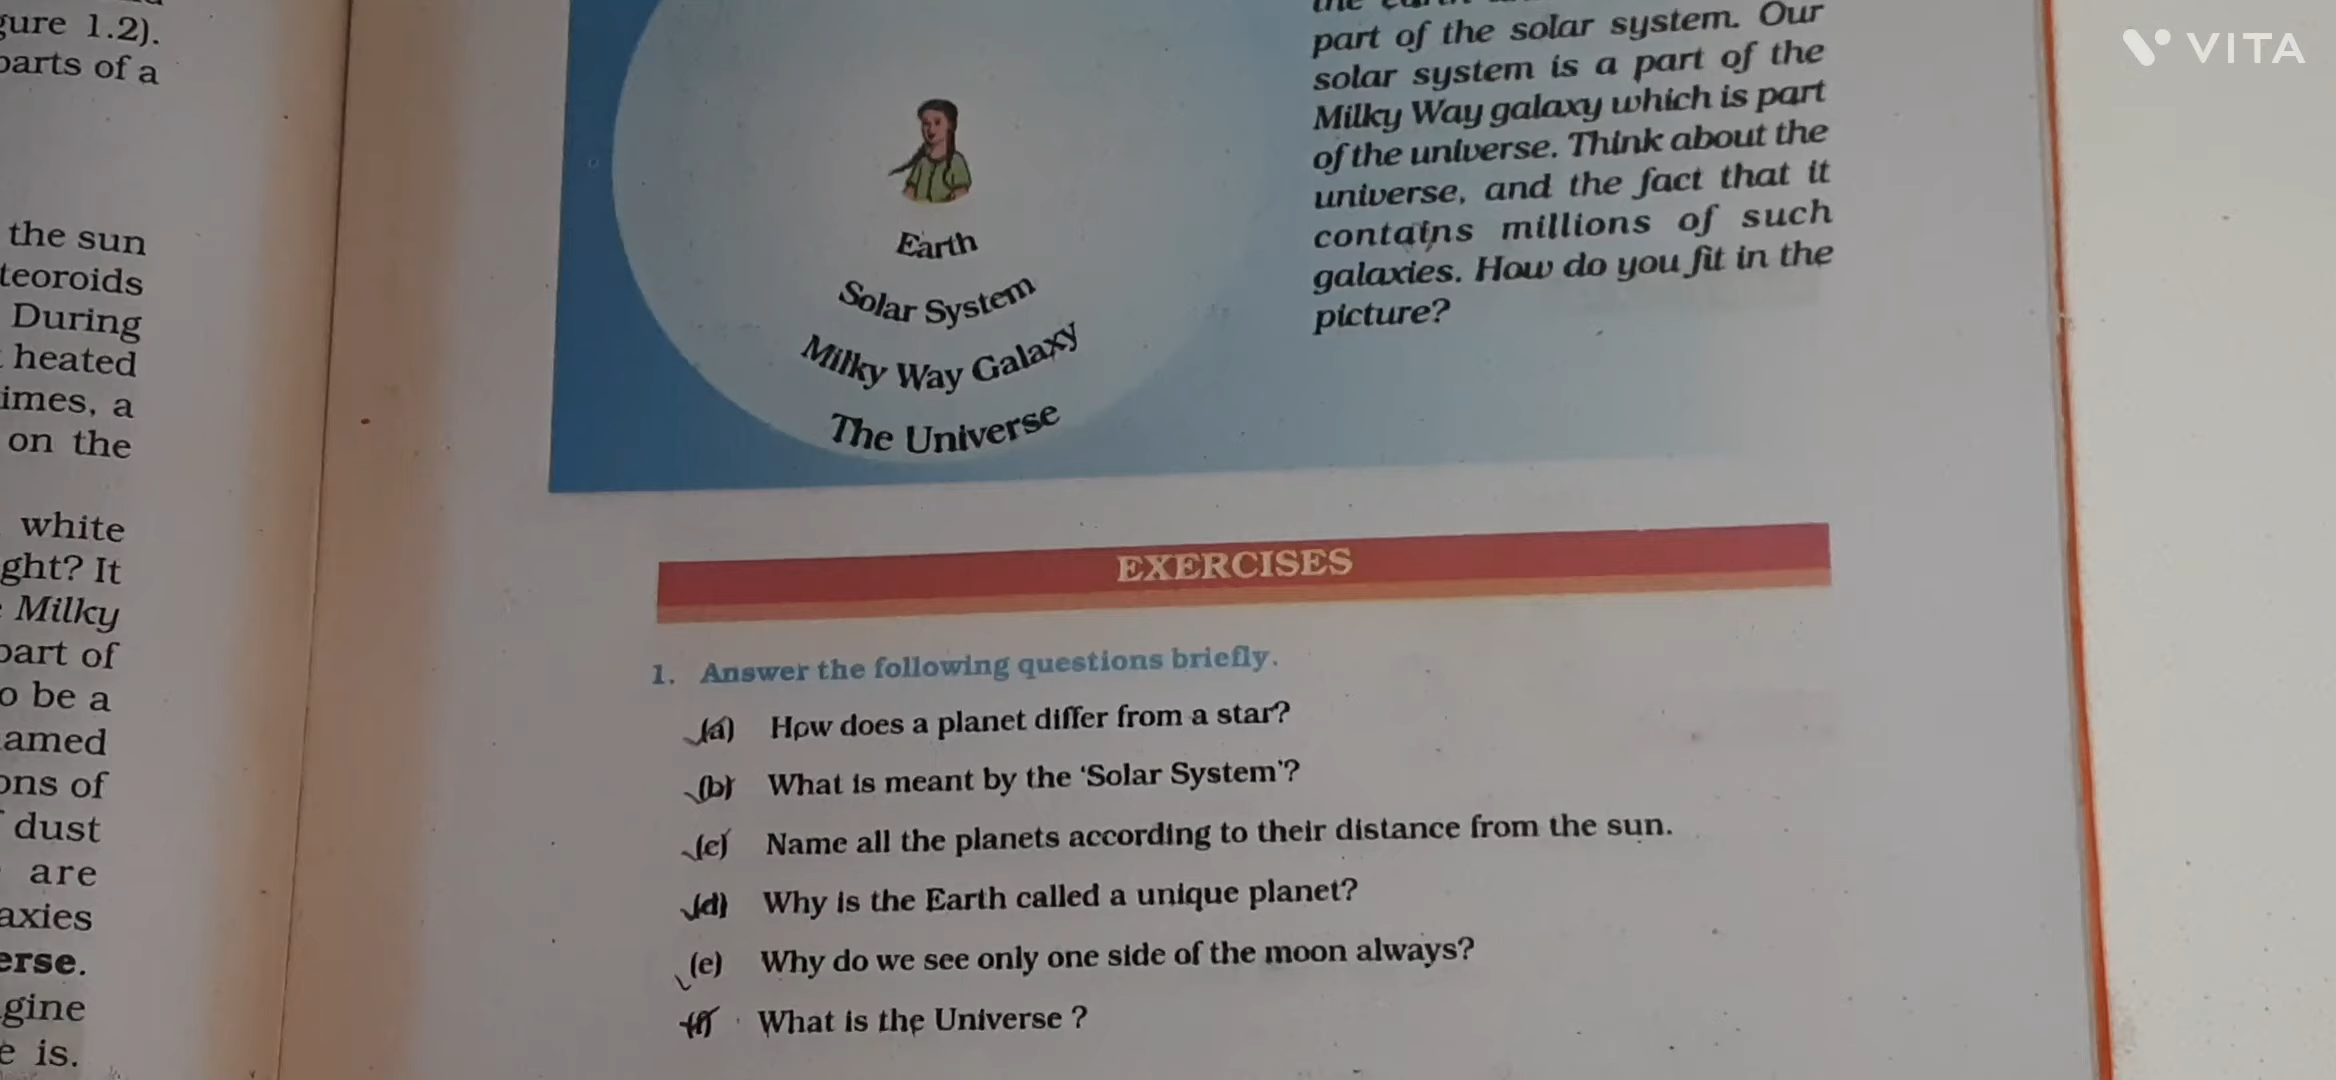 gure 1.2).
parts of a
the sun
teoroids
During
heated
imes, a
on the
white
ght? It
Milky
part of
o be a
amed
ons of
dust
are
axies
erse.
gine
e is.
Earth
Solar System
Milky Way Galaxy
The Universe
part of the solar system. Our
solar system is a part of the
Milky Way galaxy which is part
of the universe. Think about the
universe, and the fact that it
contains millions of such
galaxies. How do you fit in the
picture?
EXERCISES
1. Answer the following questions briefly.
(a) How does a planet differ from a star?
(b) What is meant by the ‘Solar System’?
(c) Name all the planets according to their distance from the sun.
(d) Why is the Earth called a unique planet?
(e) Why do we see only one side of the moon always?
(f) What is the Universe ?
VITA